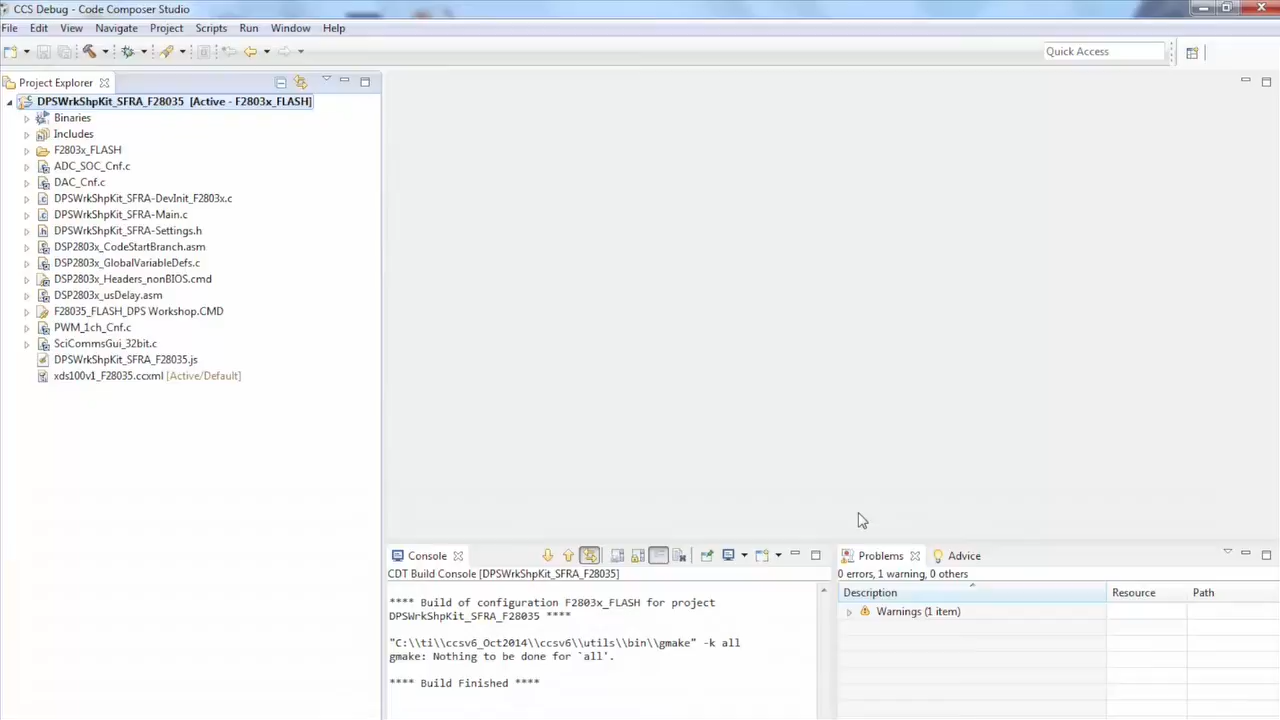 CCS Debug - Code Composer Studio
File Edit View Navigate Project Scripts Run Window Help
Quick Access
Project Explorer
DPSWrkShpKit_SFRA_F28035 [Active - F2803x_FLASH]
Binaries
Includes
F2803x_FLASH
ADC_SOC_Cnf.c
DAC_Cnf.c
DPSWrkShpKit_SFRA-DevInit_F2803x.c
DPSWrkShpKit_SFRA-Main.c
DPSWrkShpKit_SFRA-Settings.h
DSP2803x_CodeStartBranch.asm
DSP2803x_GlobalVariableDefs.c
DSP2803x_Headers_nonBIOS.cmd
DSP2803x_usDelay.asm
F28035_FLASH_DPS Workshop.CMD
PWM_1ch_Cnf.c
SciCommsGui_32bit.c
DPSWrkShpKit_SFRA_F28035.js
xds100v1_F28035.ccxml [Active/Default]
Console
CDT Build Console [DPSWrkShpKit_SFRA_F28035]
**** Build of configuration F2803x_FLASH for project
DPSWrkShpKit_SFRA_F28035 ****
"C:\\ti\\ccsv6_Oct2014\\ccsv6\\utils\\bin\\gmake" -k all
gmake: Nothing to be done for `all'.
**** Build Finished ****
Problems Advice
0 errors, 1 warning, 0 others
Description Resource Path
Warnings (1 item)